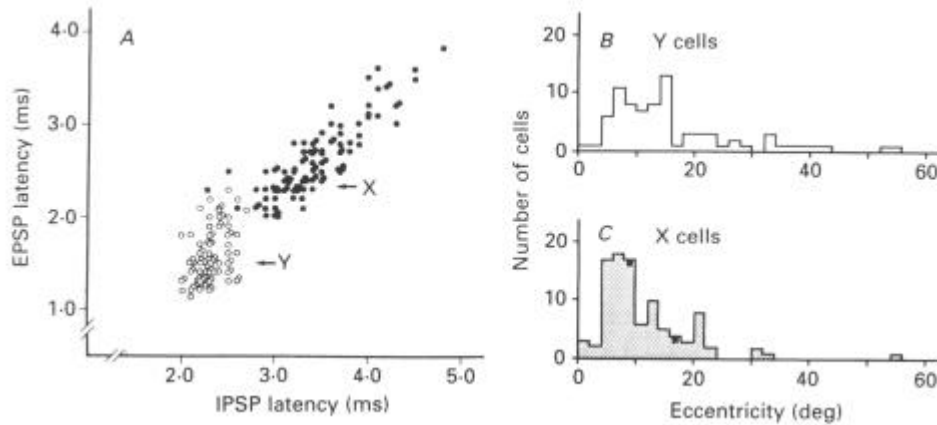 A
EPSP latency (ms)
4·0
3·0
2·0
1·0
X
Y
2·0 3·0 4·0 5·0
IPSP latency (ms)
Number of cells
B Y cells
20
10
0
0 20 40 60
C X cells
20
10
0
0 20 40 60
Eccentricity (deg)